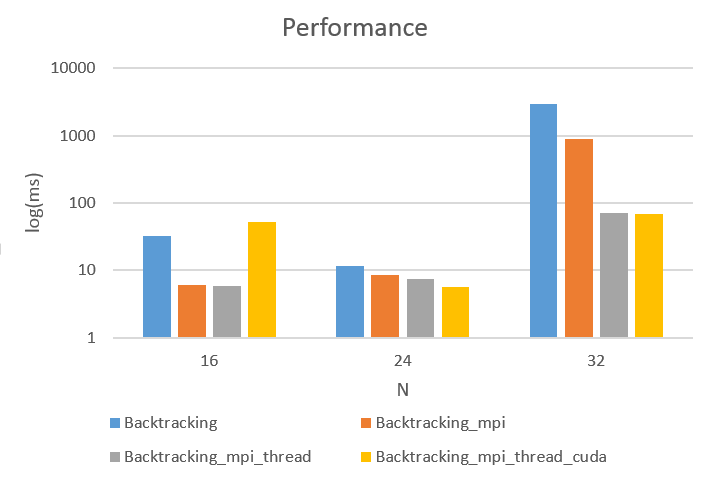 Performance
10000
1000
100
10
1
log(ms)
16 24 32
N
Backtracking Backtracking_mpi
Backtracking_mpi_thread Backtracking_mpi_thread_cuda